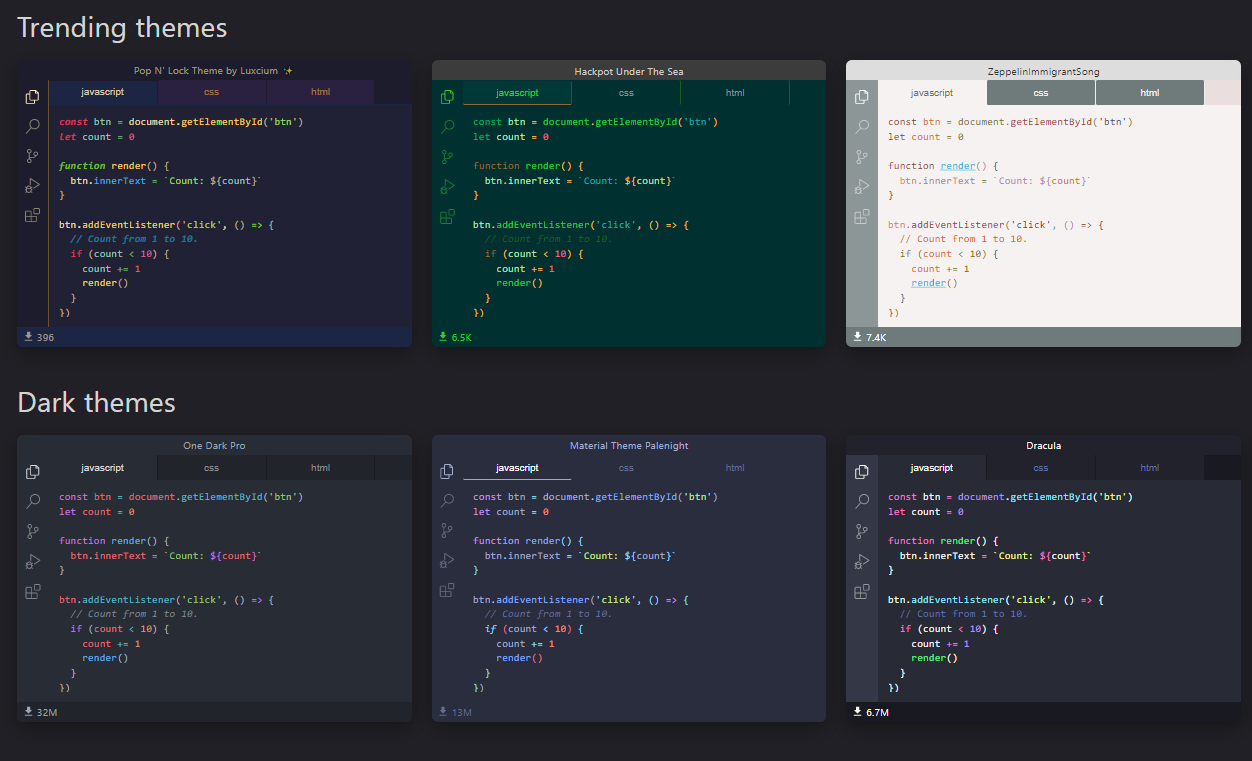 Trending themes
Pop N' Lock Theme by Luxcium ✨
javascript css html
const btn = document.getElementById('btn')
let count = 0
function render() {
btn.innerText = `Count: ${count}`
}
btn.addEventListener('click', () => {
// Count from 1 to 10.
if (count < 10) {
count += 1
render()
}
})
396
Hackpot Under The Sea
javascript css html
const btn = document.getElementById('btn')
let count = 0
function render() {
btn.innerText = `Count: ${count}`
}
btn.addEventListener('click', () => {
// Count from 1 to 10.
if (count < 10) {
count += 1
render()
}
})
6.5K
ZeppelinImmigrantSong
javascript css html
const btn = document.getElementById('btn')
let count = 0
function render() {
btn.innerText = `Count: ${count}`
}
btn.addEventListener('click', () => {
// Count from 1 to 10.
if (count < 10) {
count += 1
render()
}
})
7.4K
Dark themes
One Dark Pro
javascript css html
const btn = document.getElementById('btn')
let count = 0
function render() {
btn.innerText = `Count: ${count}`
}
btn.addEventListener('click', () => {
// Count from 1 to 10.
if (count < 10) {
count += 1
render()
}
})
32M
Material Theme Palenight
javascript css html
const btn = document.getElementById('btn')
let count = 0
function render() {
btn.innerText = `Count: ${count}`
}
btn.addEventListener('click', () => {
// Count from 1 to 10.
if (count < 10) {
count += 1
render()
}
})
13M
Dracula
javascript css html
const btn = document.getElementById('btn')
let count = 0
function render() {
btn.innerText = `Count: ${count}`
}
btn.addEventListener('click', () => {
// Count from 1 to 10.
if (count < 10) {
count += 1
render()
}
})
6.7M